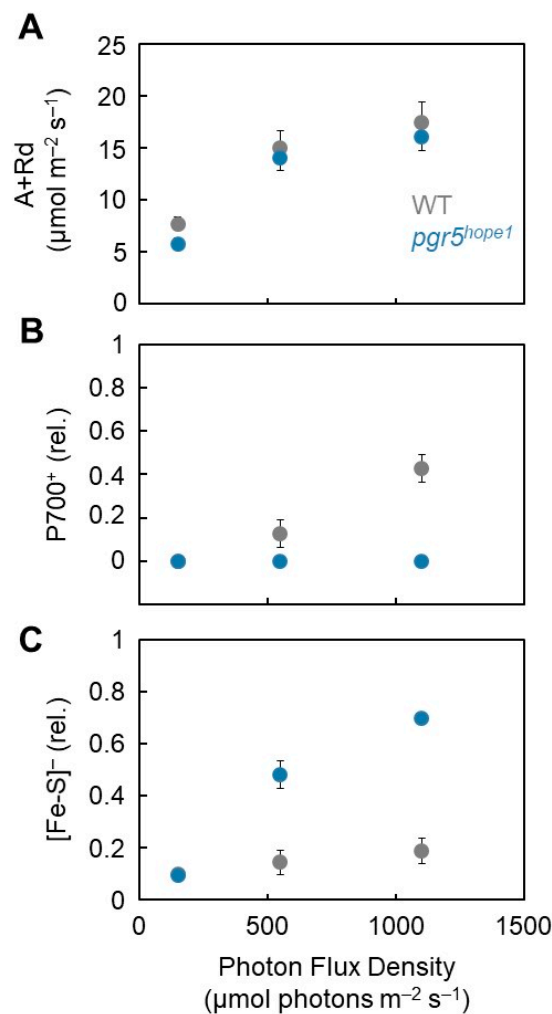 A
25
20
15
10
5
0
A+Rd
(µmol m⁻² s⁻¹)
WT
pgr5hope1
B
1
0.8
0.6
0.4
0.2
0
P700⁺ (rel.)
C
1
0.8
0.6
0.4
0.2
0
[Fe-S]⁻ (rel.)
0 500 1000 1500
Photon Flux Density
(µmol photons m⁻² s⁻¹)